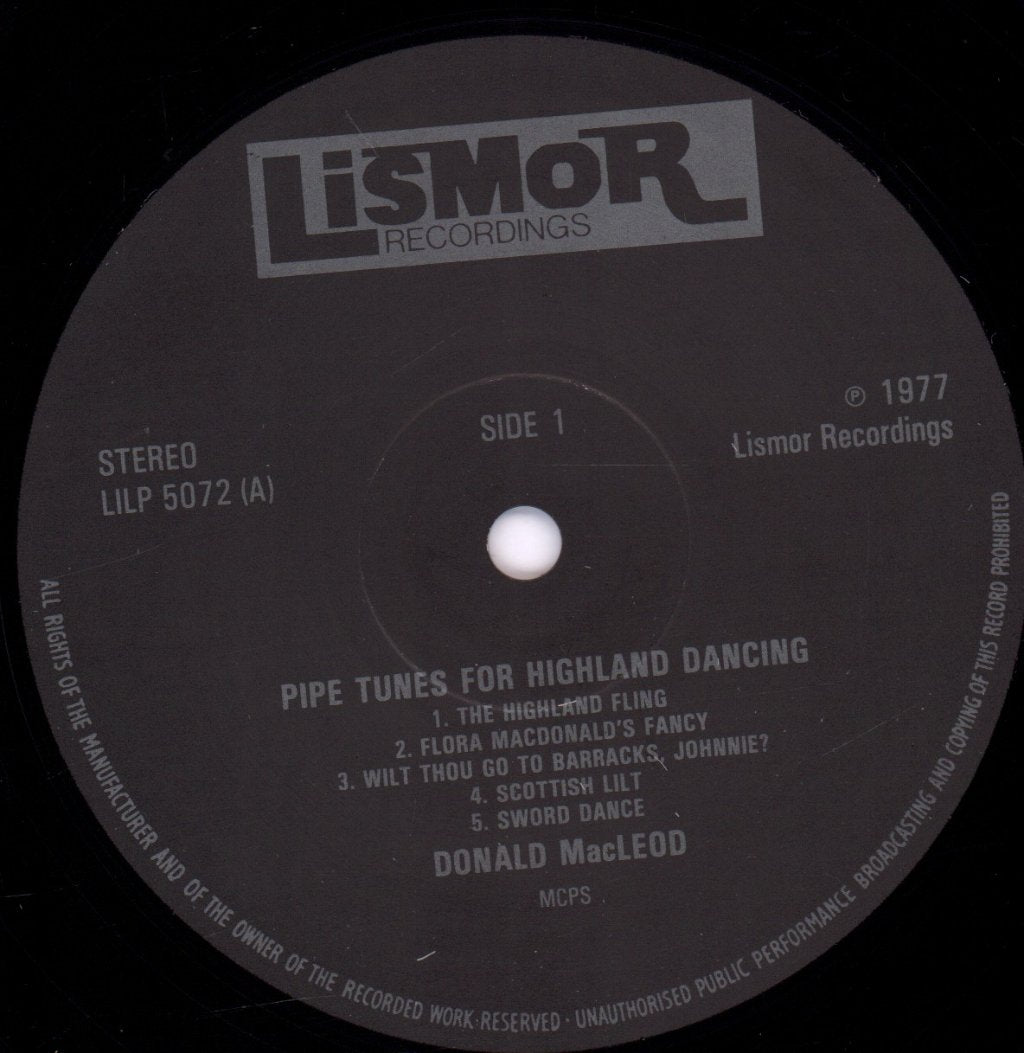 LiSMOR
RECORDINGS
SIDE 1
STEREO
LILP 5072 (A)
℗ 1977
Lismor Recordings
PIPE TUNES FOR HIGHLAND DANCING
1. THE HIGHLAND FLING
2. FLORA MACDONALD'S FANCY
3. WILT THOU GO TO BARRACKS, JOHNNIE?
4. SCOTTISH LILT
5. SWORD DANCE
DONALD MacLEOD
MCPS
ALL RIGHTS OF THE MANUFACTURER AND OF THE OWNER OF THE RECORDED WORK RESERVED · UNAUTHORISED PUBLIC PERFORMANCE BROADCASTING AND COPYING OF THIS RECORD PROHIBITED